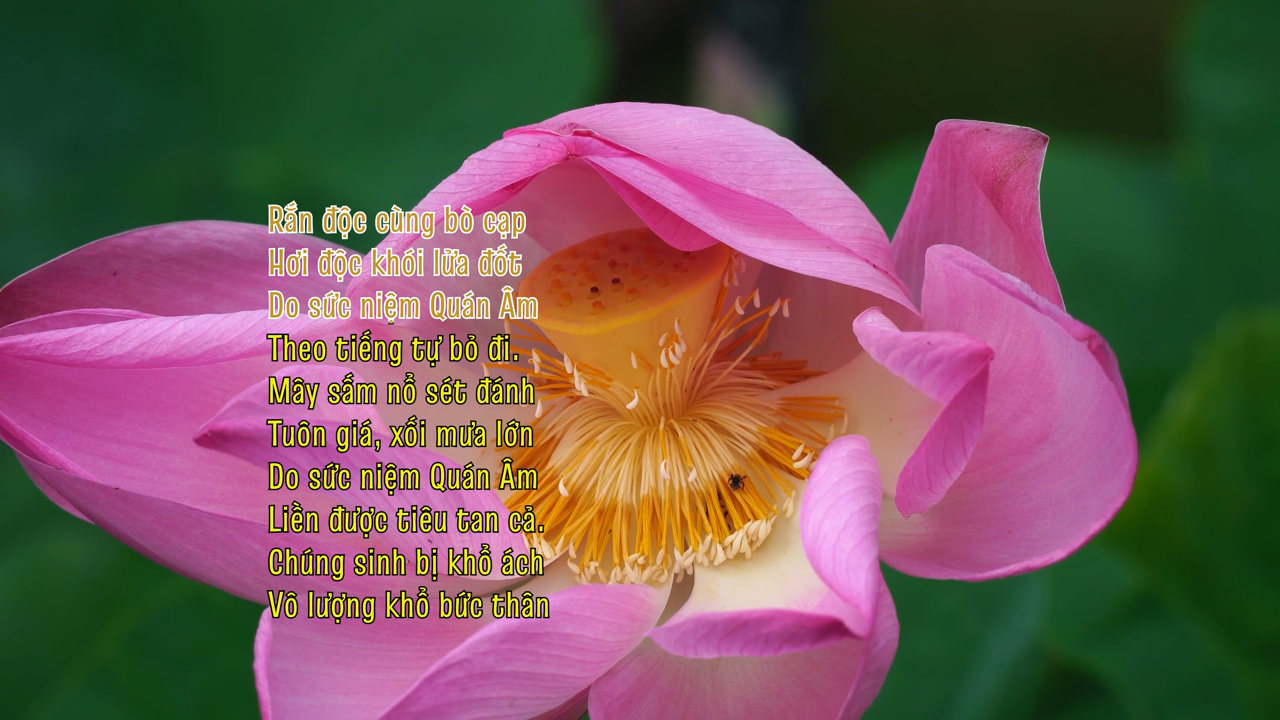 Rắn độc cùng bò cạp
Hơi độc khói lửa đốt
Do sức niệm Quán Âm
Theo tiếng tự bỏ đi.
Mây sấm nổ sét đánh
Tuôn giá, xối mưa lớn
Do sức niệm Quán Âm
Liền được tiêu tan cả.
Chúng sinh bị khổ ách
Vô lượng khổ bức thân